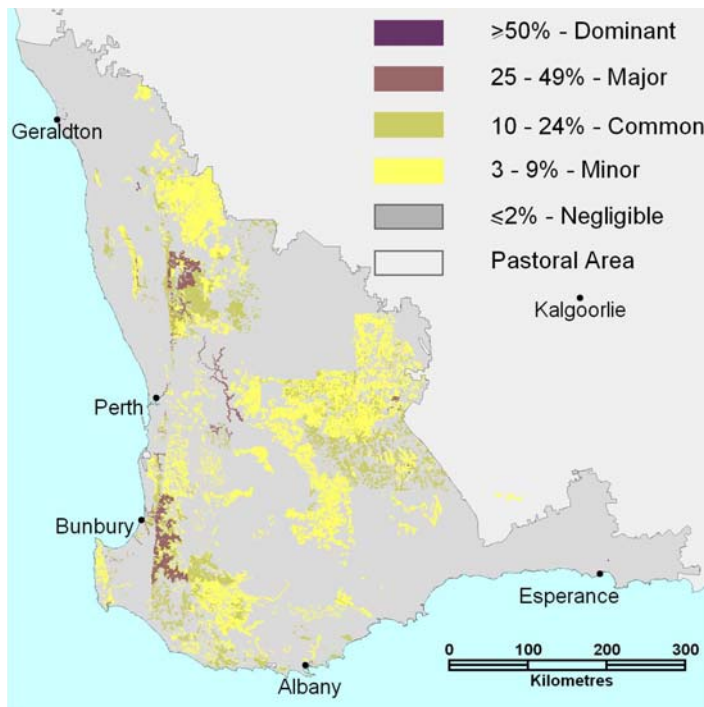 ≥50% - Dominant
25 - 49% - Major
10 - 24% - Common
3 - 9% - Minor
≤2% - Negligible
Pastoral Area
Geraldton
Kalgoorlie
Perth
Bunbury
Esperance
Albany
0 100 200 300
Kilometres